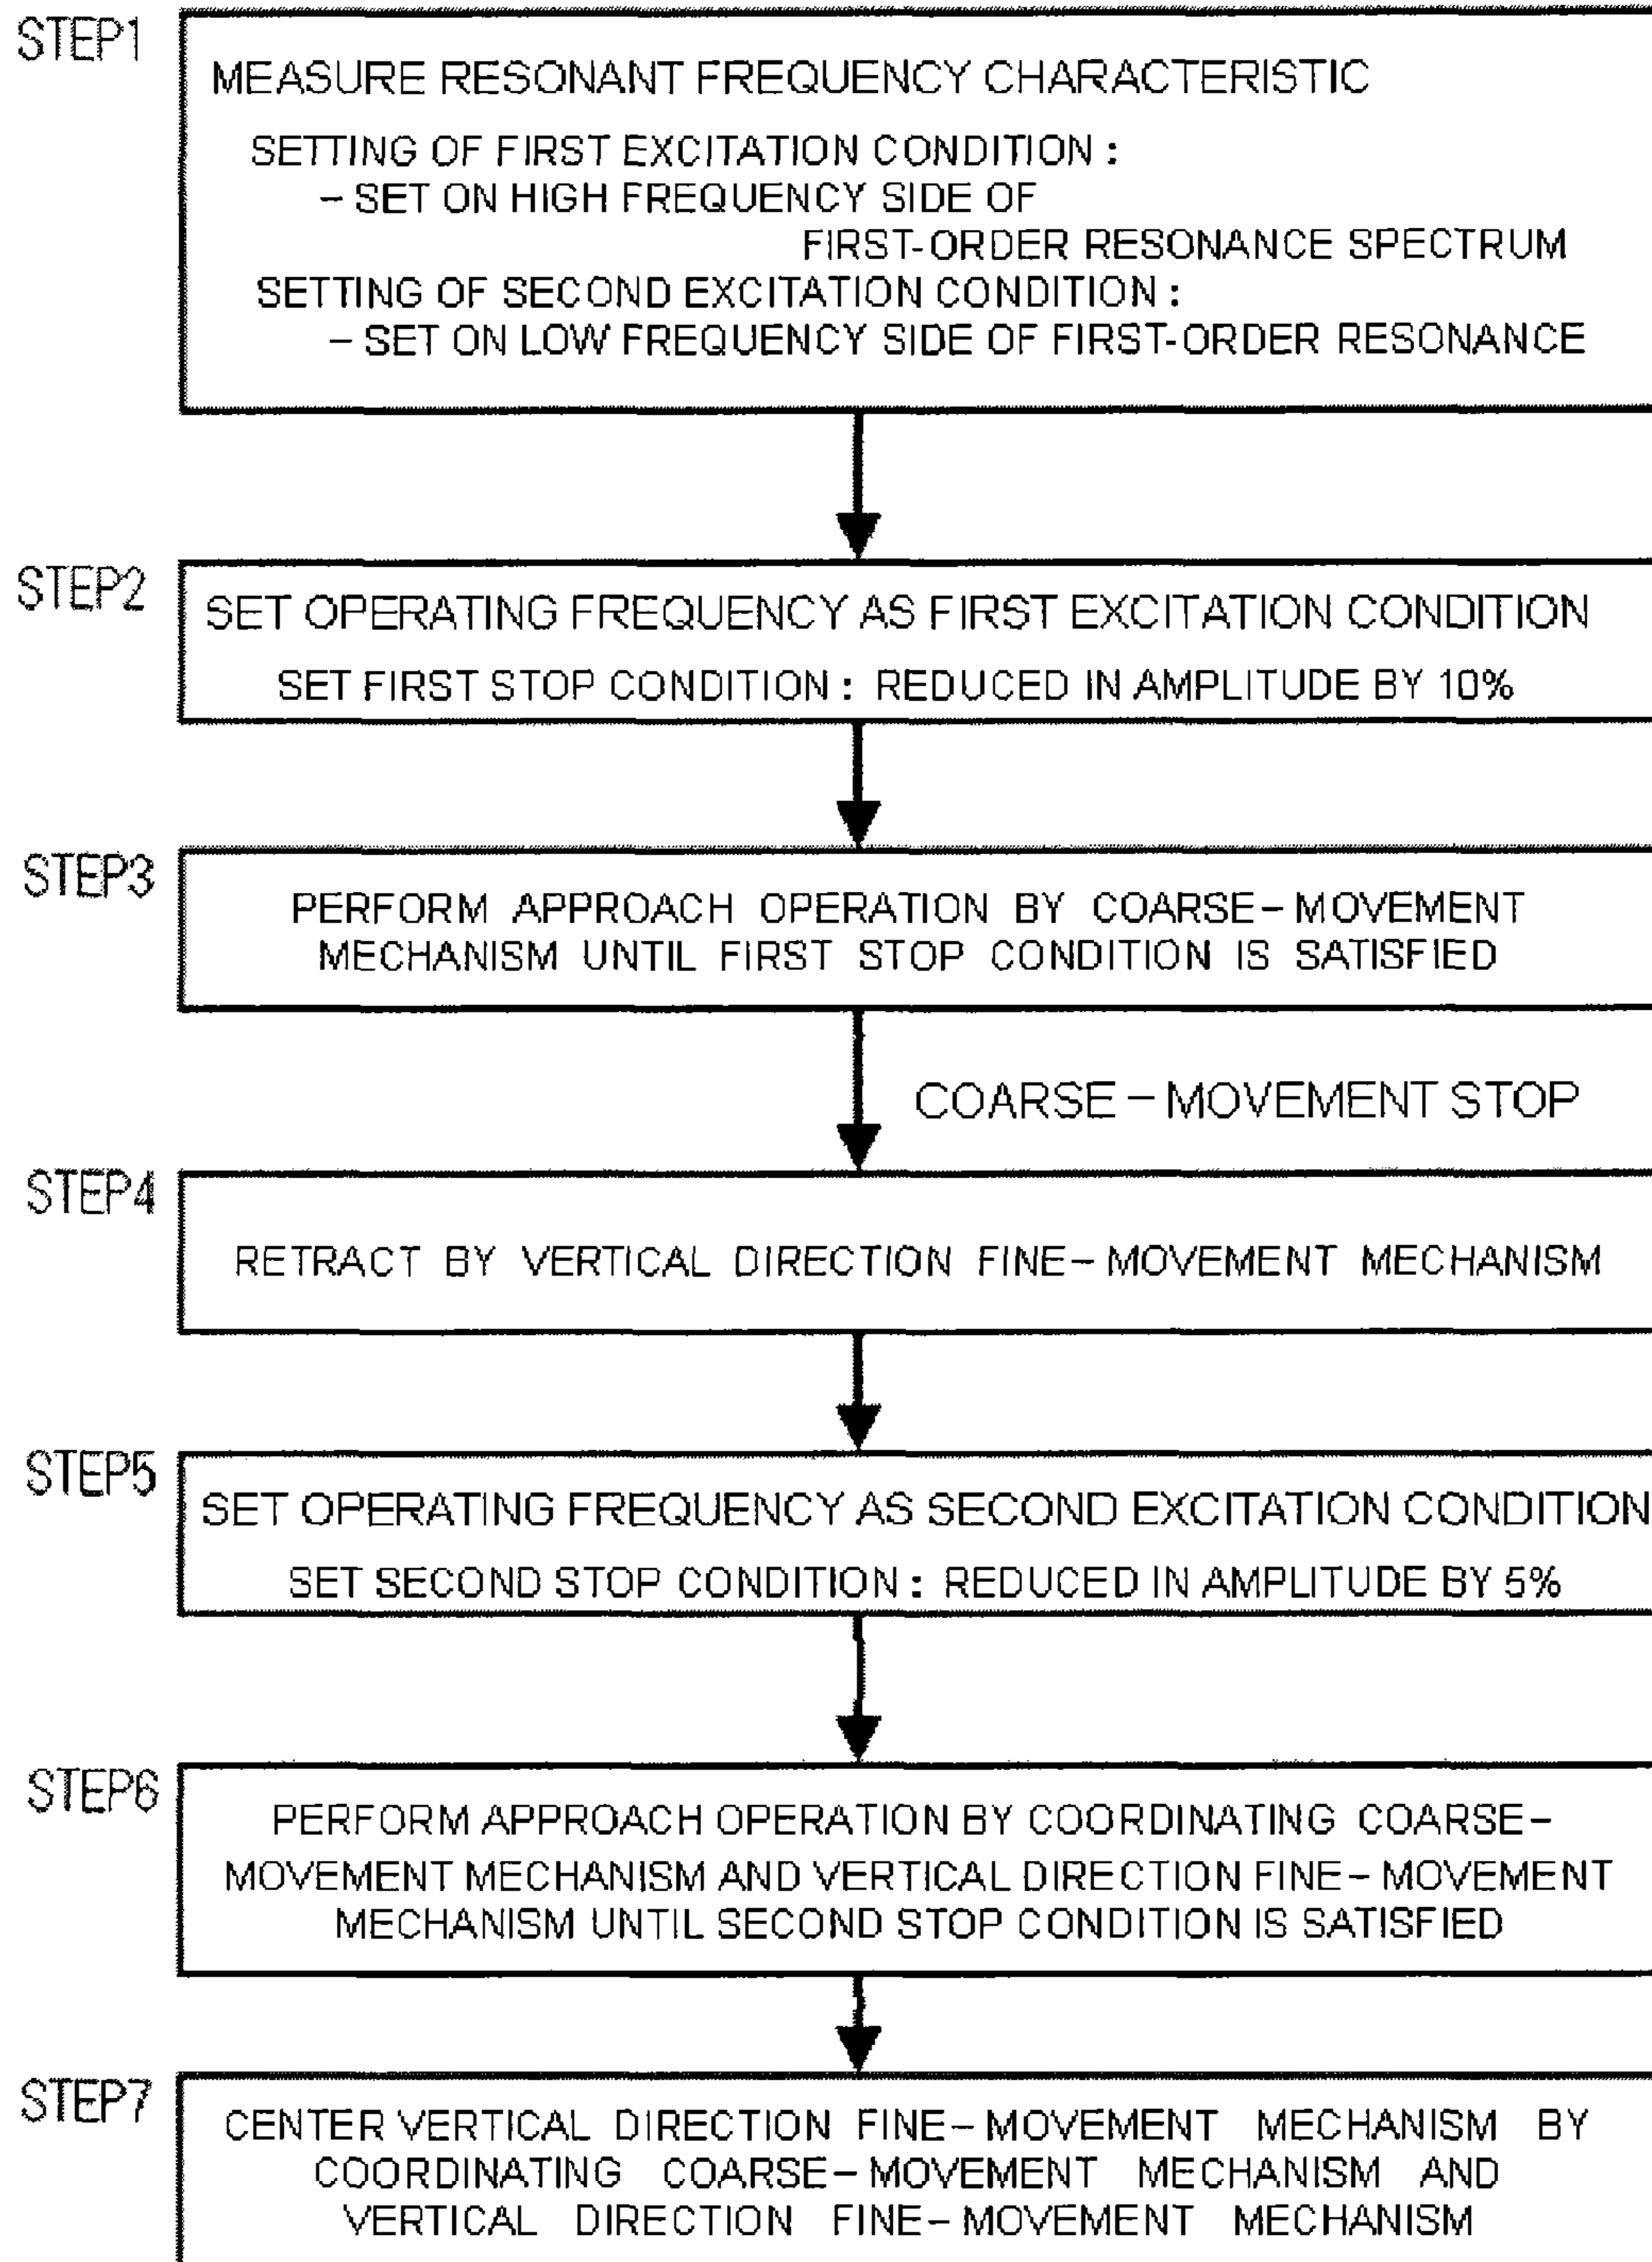 STEP1
MEASURE RESONANT FREQUENCY CHARACTERISTIC
SETTING OF FIRST EXCITATION CONDITION :
– SET ON HIGH FREQUENCY SIDE OF
FIRST-ORDER RESONANCE SPECTRUM
SETTING OF SECOND EXCITATION CONDITION :
– SET ON LOW FREQUENCY SIDE OF FIRST-ORDER RESONANCE
STEP2
SET OPERATING FREQUENCY AS FIRST EXCITATION CONDITION
SET FIRST STOP CONDITION : REDUCED IN AMPLITUDE BY 10%
STEP3
PERFORM APPROACH OPERATION BY COARSE–MOVEMENT
MECHANISM UNTIL FIRST STOP CONDITION IS SATISFIED
COARSE–MOVEMENT STOP
STEP4
RETRACT BY VERTICAL DIRECTION FINE–MOVEMENT MECHANISM
STEP5
SET OPERATING FREQUENCY AS SECOND EXCITATION CONDITION
SET SECOND STOP CONDITION : REDUCED IN AMPLITUDE BY 5%
STEP6
PERFORM APPROACH OPERATION BY COORDINATING COARSE–
MOVEMENT MECHANISM AND VERTICAL DIRECTION FINE–MOVEMENT
MECHANISM UNTIL SECOND STOP CONDITION IS SATISFIED
STEP7
CENTER VERTICAL DIRECTION FINE–MOVEMENT MECHANISM BY
COORDINATING COARSE–MOVEMENT MECHANISM AND
VERTICAL DIRECTION FINE–MOVEMENT MECHANISM